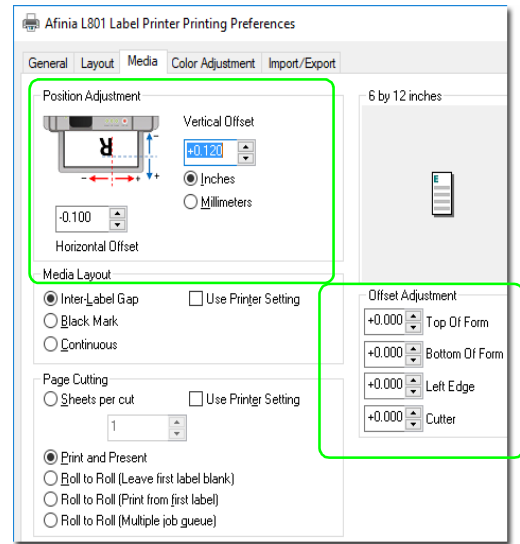 Afinia L801 Label Printer Printing Preferences
General Layout Media Color Adjustment Import/Export
Position Adjustment
R
Vertical Offset
+0.120
Inches
Millimeters
-0.100
Horizontal Offset
6 by 12 inches
E
Media Layout
Inter-Label Gap Use Printer Setting
Black Mark
Continuous
Offset Adjustment
+0.000 Top Of Form
+0.000 Bottom Of Form
+0.000 Left Edge
+0.000 Cutter
Page Cutting
Sheets per cut Use Printer Setting
1
Print and Present
Roll to Roll (Leave first label blank)
Roll to Roll (Print from first label)
Roll to Roll (Multiple job queue)